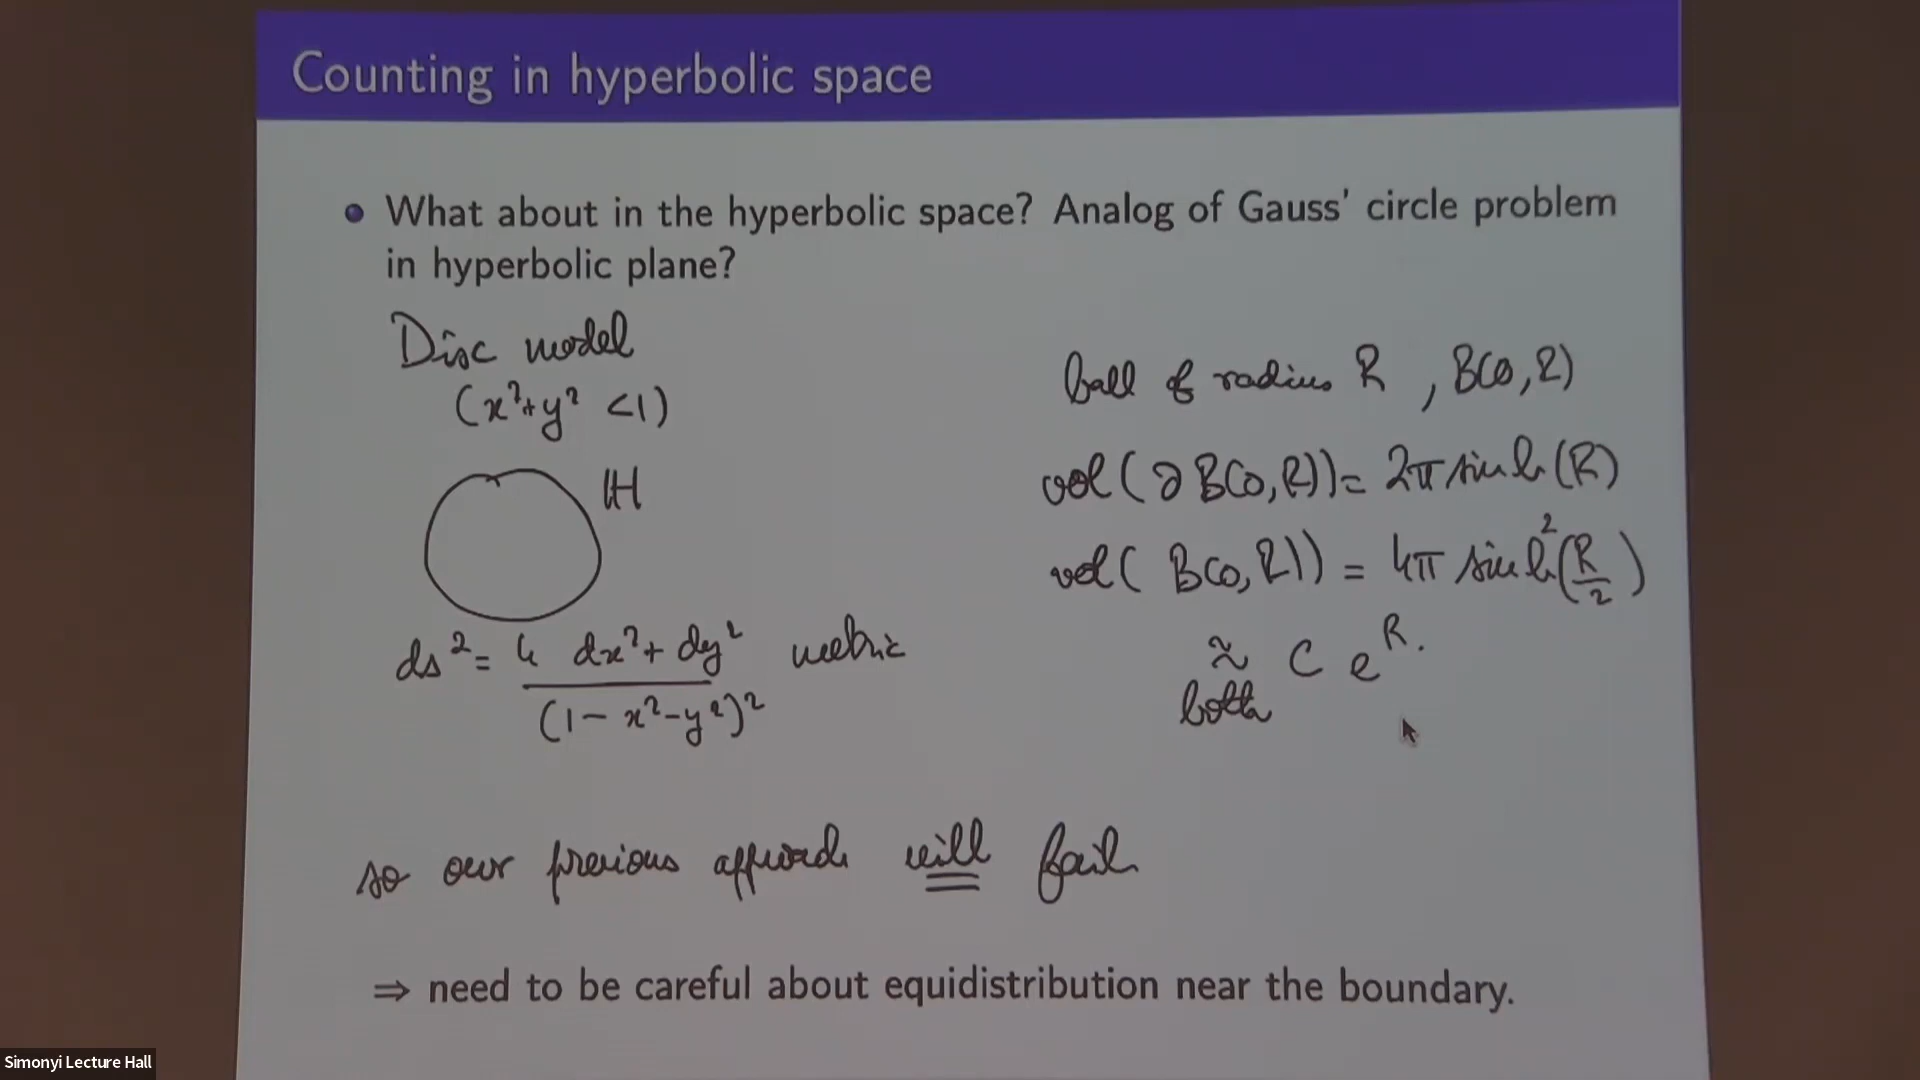 Counting in hyperbolic space
• What about in the hyperbolic space? Analog of Gauss' circle problem
in hyperbolic plane?
Disc model
(x²+y² <1)
H
ds² = 4 dx²+ dy² metric
(1− x²−y²)²
ball of radius R , B(0,R)
vol(∂B(0,R))= 2π sinh(R)
vol( B(0,R)) = 4π sinh²(R/2)
≈ C e^R.
both
so our previous approach will fail
⇒ need to be careful about equidistribution near the boundary.
Simonyi Lecture Hall